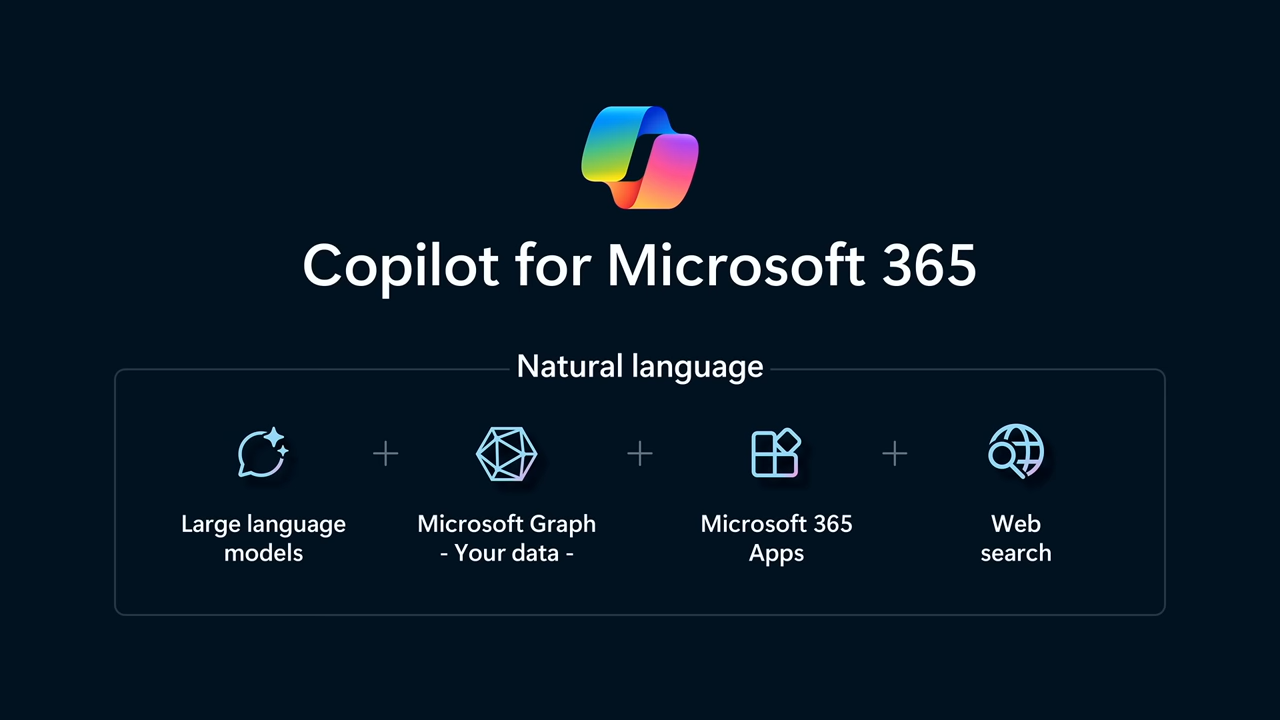 Copilot for Microsoft 365
Natural language
Large language
models
Microsoft Graph
- Your data -
Microsoft 365
Apps
Web
search